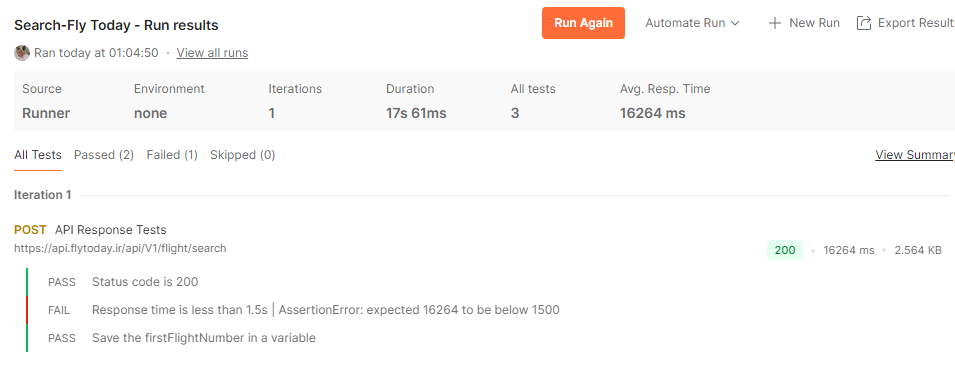 Search-Fly Today - Run results
Run Again
Automate Run
New Run
Export Results
Ran today at 01:04:50 · View all runs
Source Environment Iterations Duration All tests Avg. Resp. Time
Runner none 1 17s 61ms 3 16264 ms
All Tests Passed (2) Failed (1) Skipped (0) View Summary
Iteration 1
POST API Response Tests
https://api.flytoday.ir/api/V1/flight/search
200 • 16264 ms • 2.564 KB
PASS Status code is 200
FAIL Response time is less than 1.5s | AssertionError: expected 16264 to be below 1500
PASS Save the firstFlightNumber in a variable